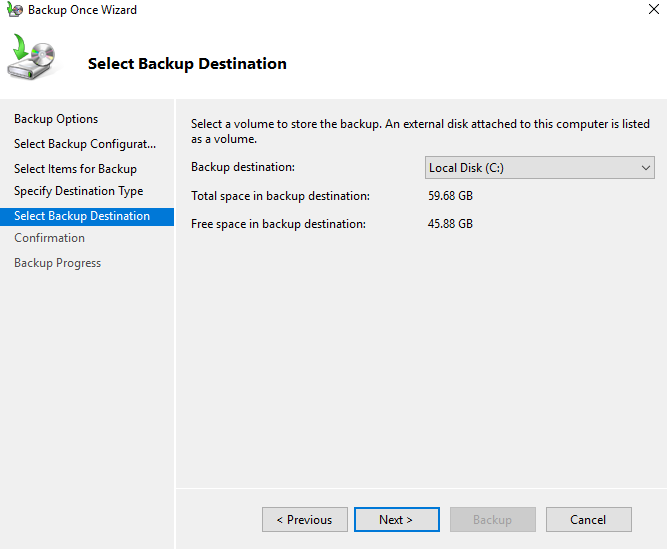 Backup Once Wizard
Select Backup Destination
Backup Options
Select Backup Configurat...
Select Items for Backup
Specify Destination Type
Select Backup Destination
Confirmation
Backup Progress
Select a volume to store the backup. An external disk attached to this computer is listed
as a volume.
Backup destination: Local Disk (C:)
Total space in backup destination: 59.68 GB
Free space in backup destination: 45.88 GB
< Previous Next > Backup Cancel